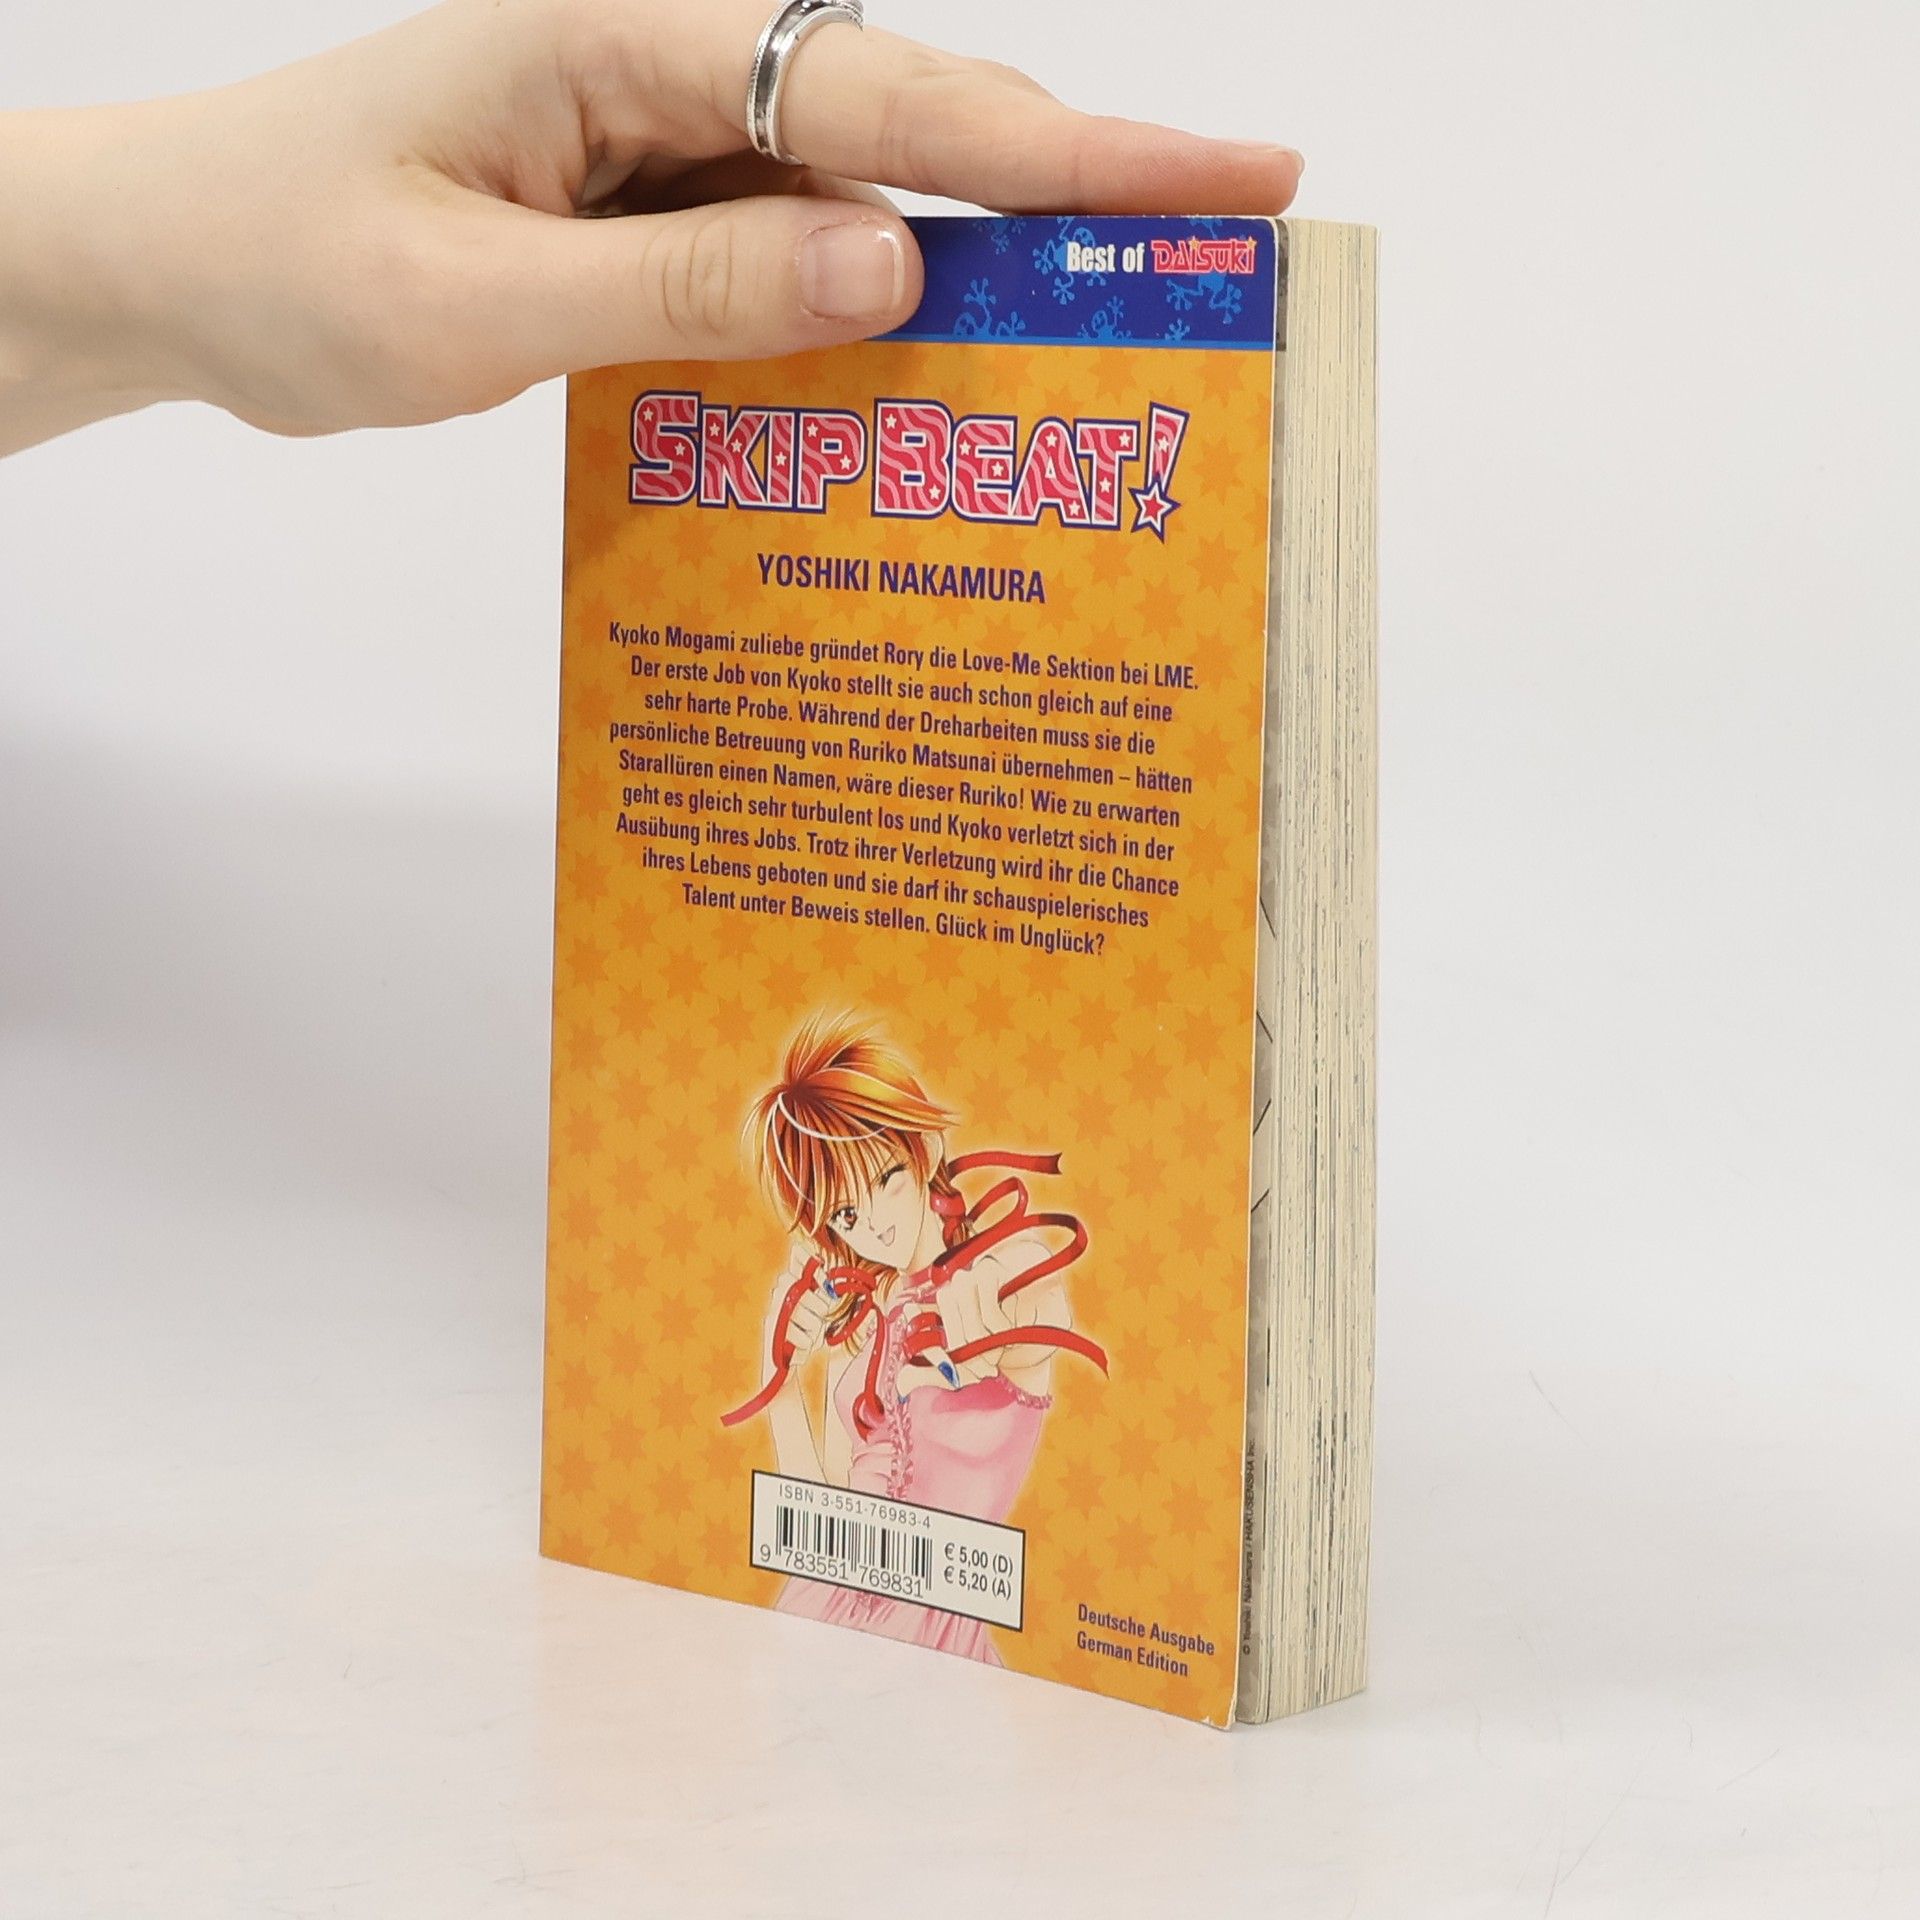 Best of DAISUKI
SKIP BEAT!
YOSHIKI NAKAMURA
Kyoko Mogami zuliebe gründet Rory die Love-Me Sektion bei LME.
Der erste Job von Kyoko stellt sie auch schon gleich auf eine
sehr harte Probe. Während der Dreharbeiten muss sie die
persönliche Betreuung von Ruriko Matsunai übernehmen – hätten
Starallüren einen Namen, wäre dieser Ruriko! Wie zu erwarten
geht es gleich sehr turbulent los und Kyoko verletzt sich in der
Ausübung ihres Jobs. Trotz ihrer Verletzung wird ihr die Chance
ihres Lebens geboten und sie darf ihr schauspielerisches
Talent unter Beweis stellen. Glück im Unglück?
ISBN 3-551-76983-4
9 783551 769831
€ 5,00 (D)
€ 5,20 (A)
Deutsche Ausgabe
German Edition
© Yoshiki Nakamura / HAKUSENSHA Inc.